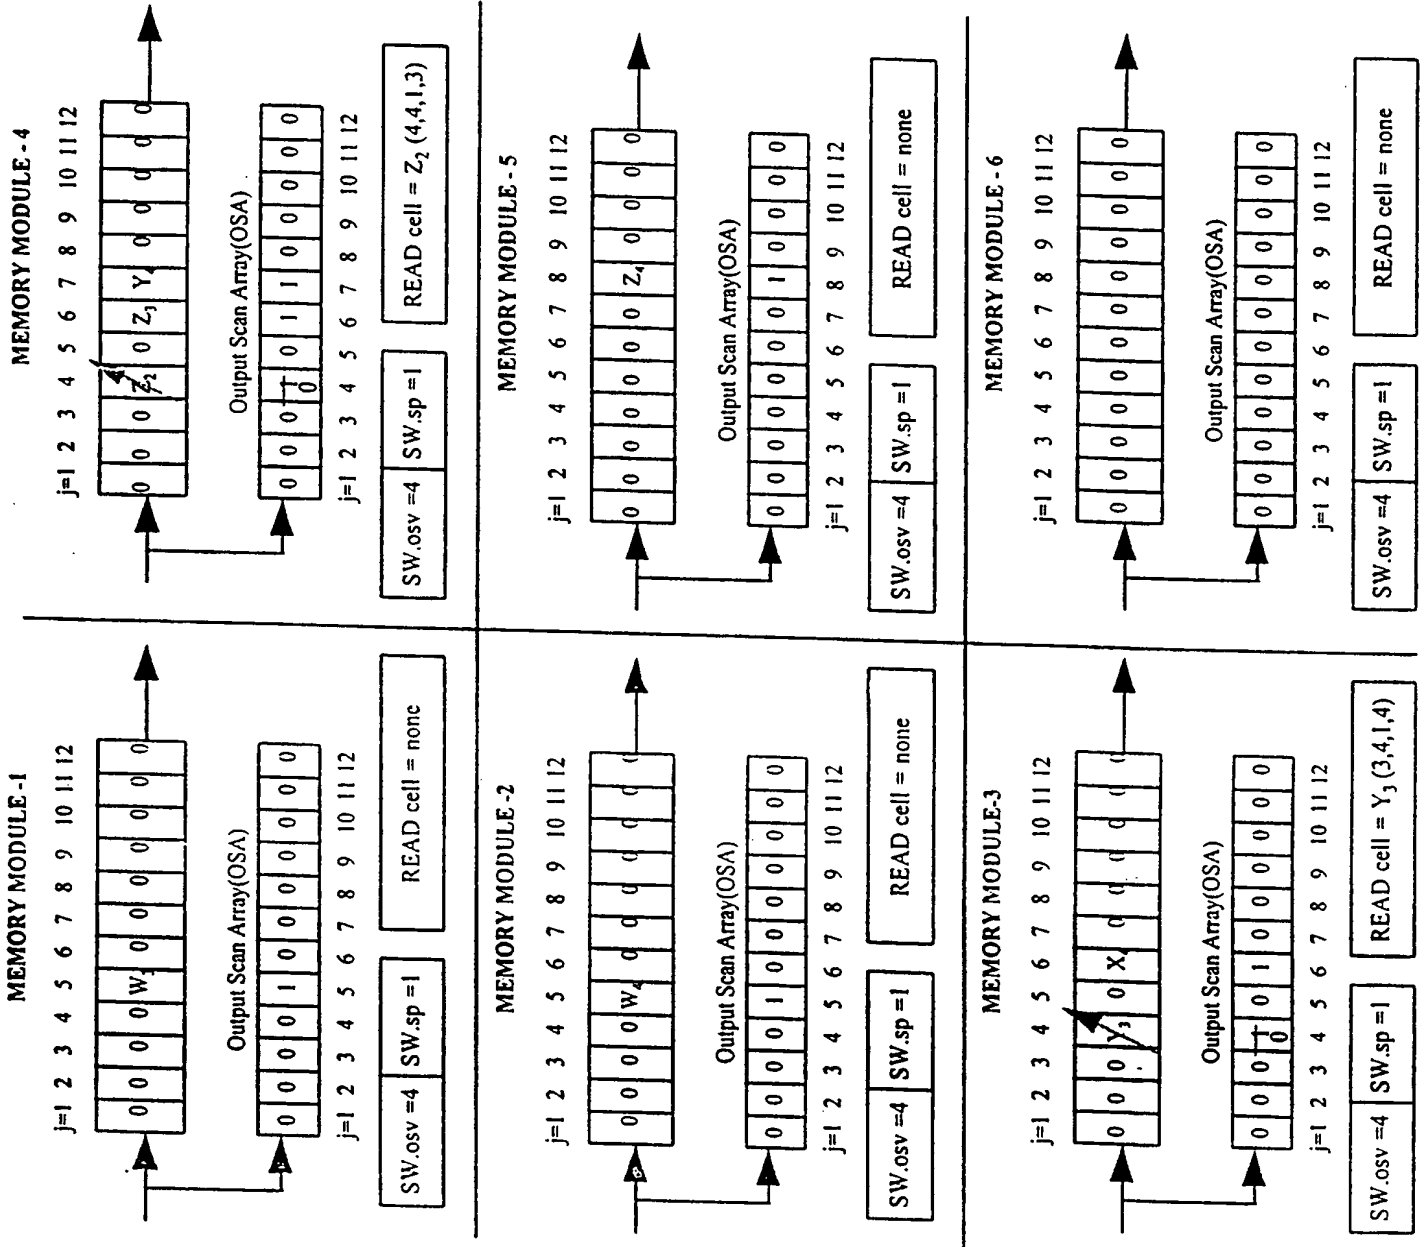 MEMORY MODULE -1
j=1 2 3 4 5 6 7 8 9 10 11 12
0 0 0 0 W 0 0 0 0 0 0 0
Output Scan Array(OSA)
0 0 0 0 1 0 0 0 0 0 0 0
j=1 2 3 4 5 6 7 8 9 10 11 12
SW.osv =4 SW.sp =1 READ cell = none
MEMORY MODULE - 4
j=1 2 3 4 5 6 7 8 9 10 11 12
0 0 0 Z₂ 0 Z₃ Y₄ 0 0 0 0 0
Output Scan Array(OSA)
0 0 0 1 0 1 1 0 0 0 0 0
0
j=1 2 3 4 5 6 7 8 9 10 11 12
SW.osv =4 SW.sp =1 READ cell = Z₂ (4,4,1,3)
MEMORY MODULE -2
j=1 2 3 4 5 6 7 8 9 10 11 12
0 0 0 0 W₄ 0 0 0 0 0 0 0
Output Scan Array(OSA)
0 0 0 0 1 0 0 0 0 0 0 0
j=1 2 3 4 5 6 7 8 9 10 11 12
SW.osv =4 SW.sp =1 READ cell = none
MEMORY MODULE - 5
j=1 2 3 4 5 6 7 8 9 10 11 12
0 0 0 0 0 0 0 Z₄ 0 0 0 0
Output Scan Array(OSA)
0 0 0 0 0 0 0 1 0 0 0 0
j=1 2 3 4 5 6 7 8 9 10 11 12
SW.osv =4 SW.sp =1 READ cell = none
MEMORY MODULE-3
j=1 2 3 4 5 6 7 8 9 10 11 12
0 0 0 Y₃ 0 X 0 0 0 0 0 0
Output Scan Array(OSA)
0 0 0 1 0 1 0 0 0 0 0 0
0
j=1 2 3 4 5 6 7 8 9 10 11 12
SW.osv =4 SW.sp =1 READ cell = Y₃ (3,4,1,4)
MEMORY MODULE - 6
j=1 2 3 4 5 6 7 8 9 10 11 12
0 0 0 0 0 0 0 0 0 0 0 0
Output Scan Array(OSA)
0 0 0 0 0 0 0 0 0 0 0 0
j=1 2 3 4 5 6 7 8 9 10 11 12
SW.osv =4 SW.sp =1 READ cell = none